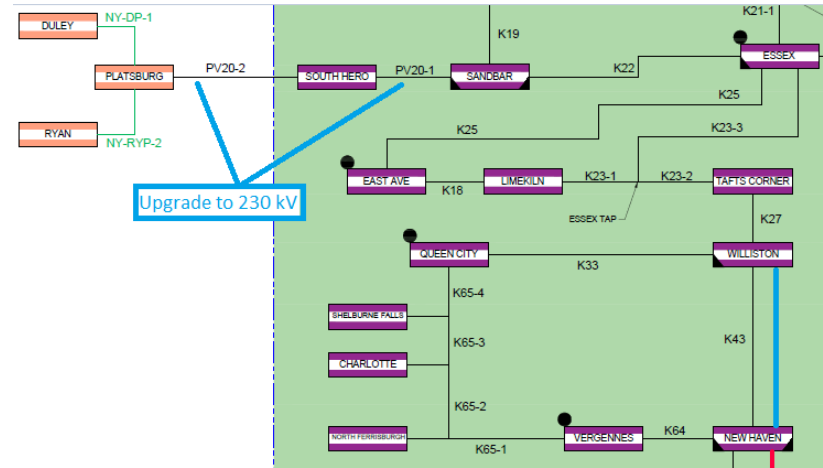 NY-DP-1
K21-1
DULEY
K19
ESSEX
PLATSBURG
PV20-2
SOUTH HERO
PV20-1
SANDBAR
K22
K25
RYAN
NY-RYP-2
K25
K23-3
EAST AVE
K18
LIMEKILN
K23-1
K23-2
TAFTS CORNER
Upgrade to 230 kV
ESSEX TAP
K27
QUEEN CITY
K33
WILLISTON
K65-4
SHELBURNE FALLS
K65-3
K43
CHARLOTTE
K65-2
NORTH FERRISBURGH
K65-1
VERGENNES
K64
NEW HAVEN